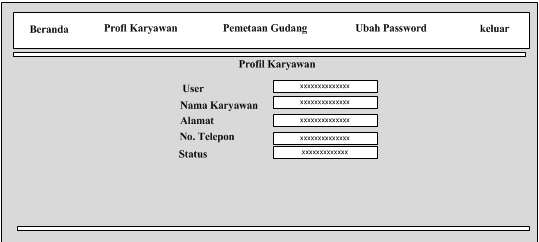 Beranda Profl Karyawan Pemetaan Gudang Ubah Password keluar
Profil Karyawan
User xxxxxxxxxxxxxx
Nama Karyawan xxxxxxxxxxxxxx
Alamat xxxxxxxxxxxxxx
No. Telepon xxxxxxxxxxxxxx
Status xxxxxxxxxxxxx